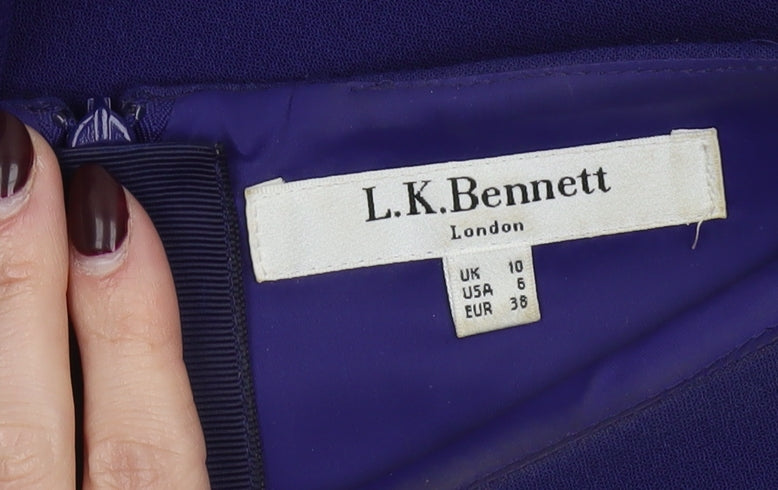 L.K.Bennett
London
UK 10
USA 6
EUR 38